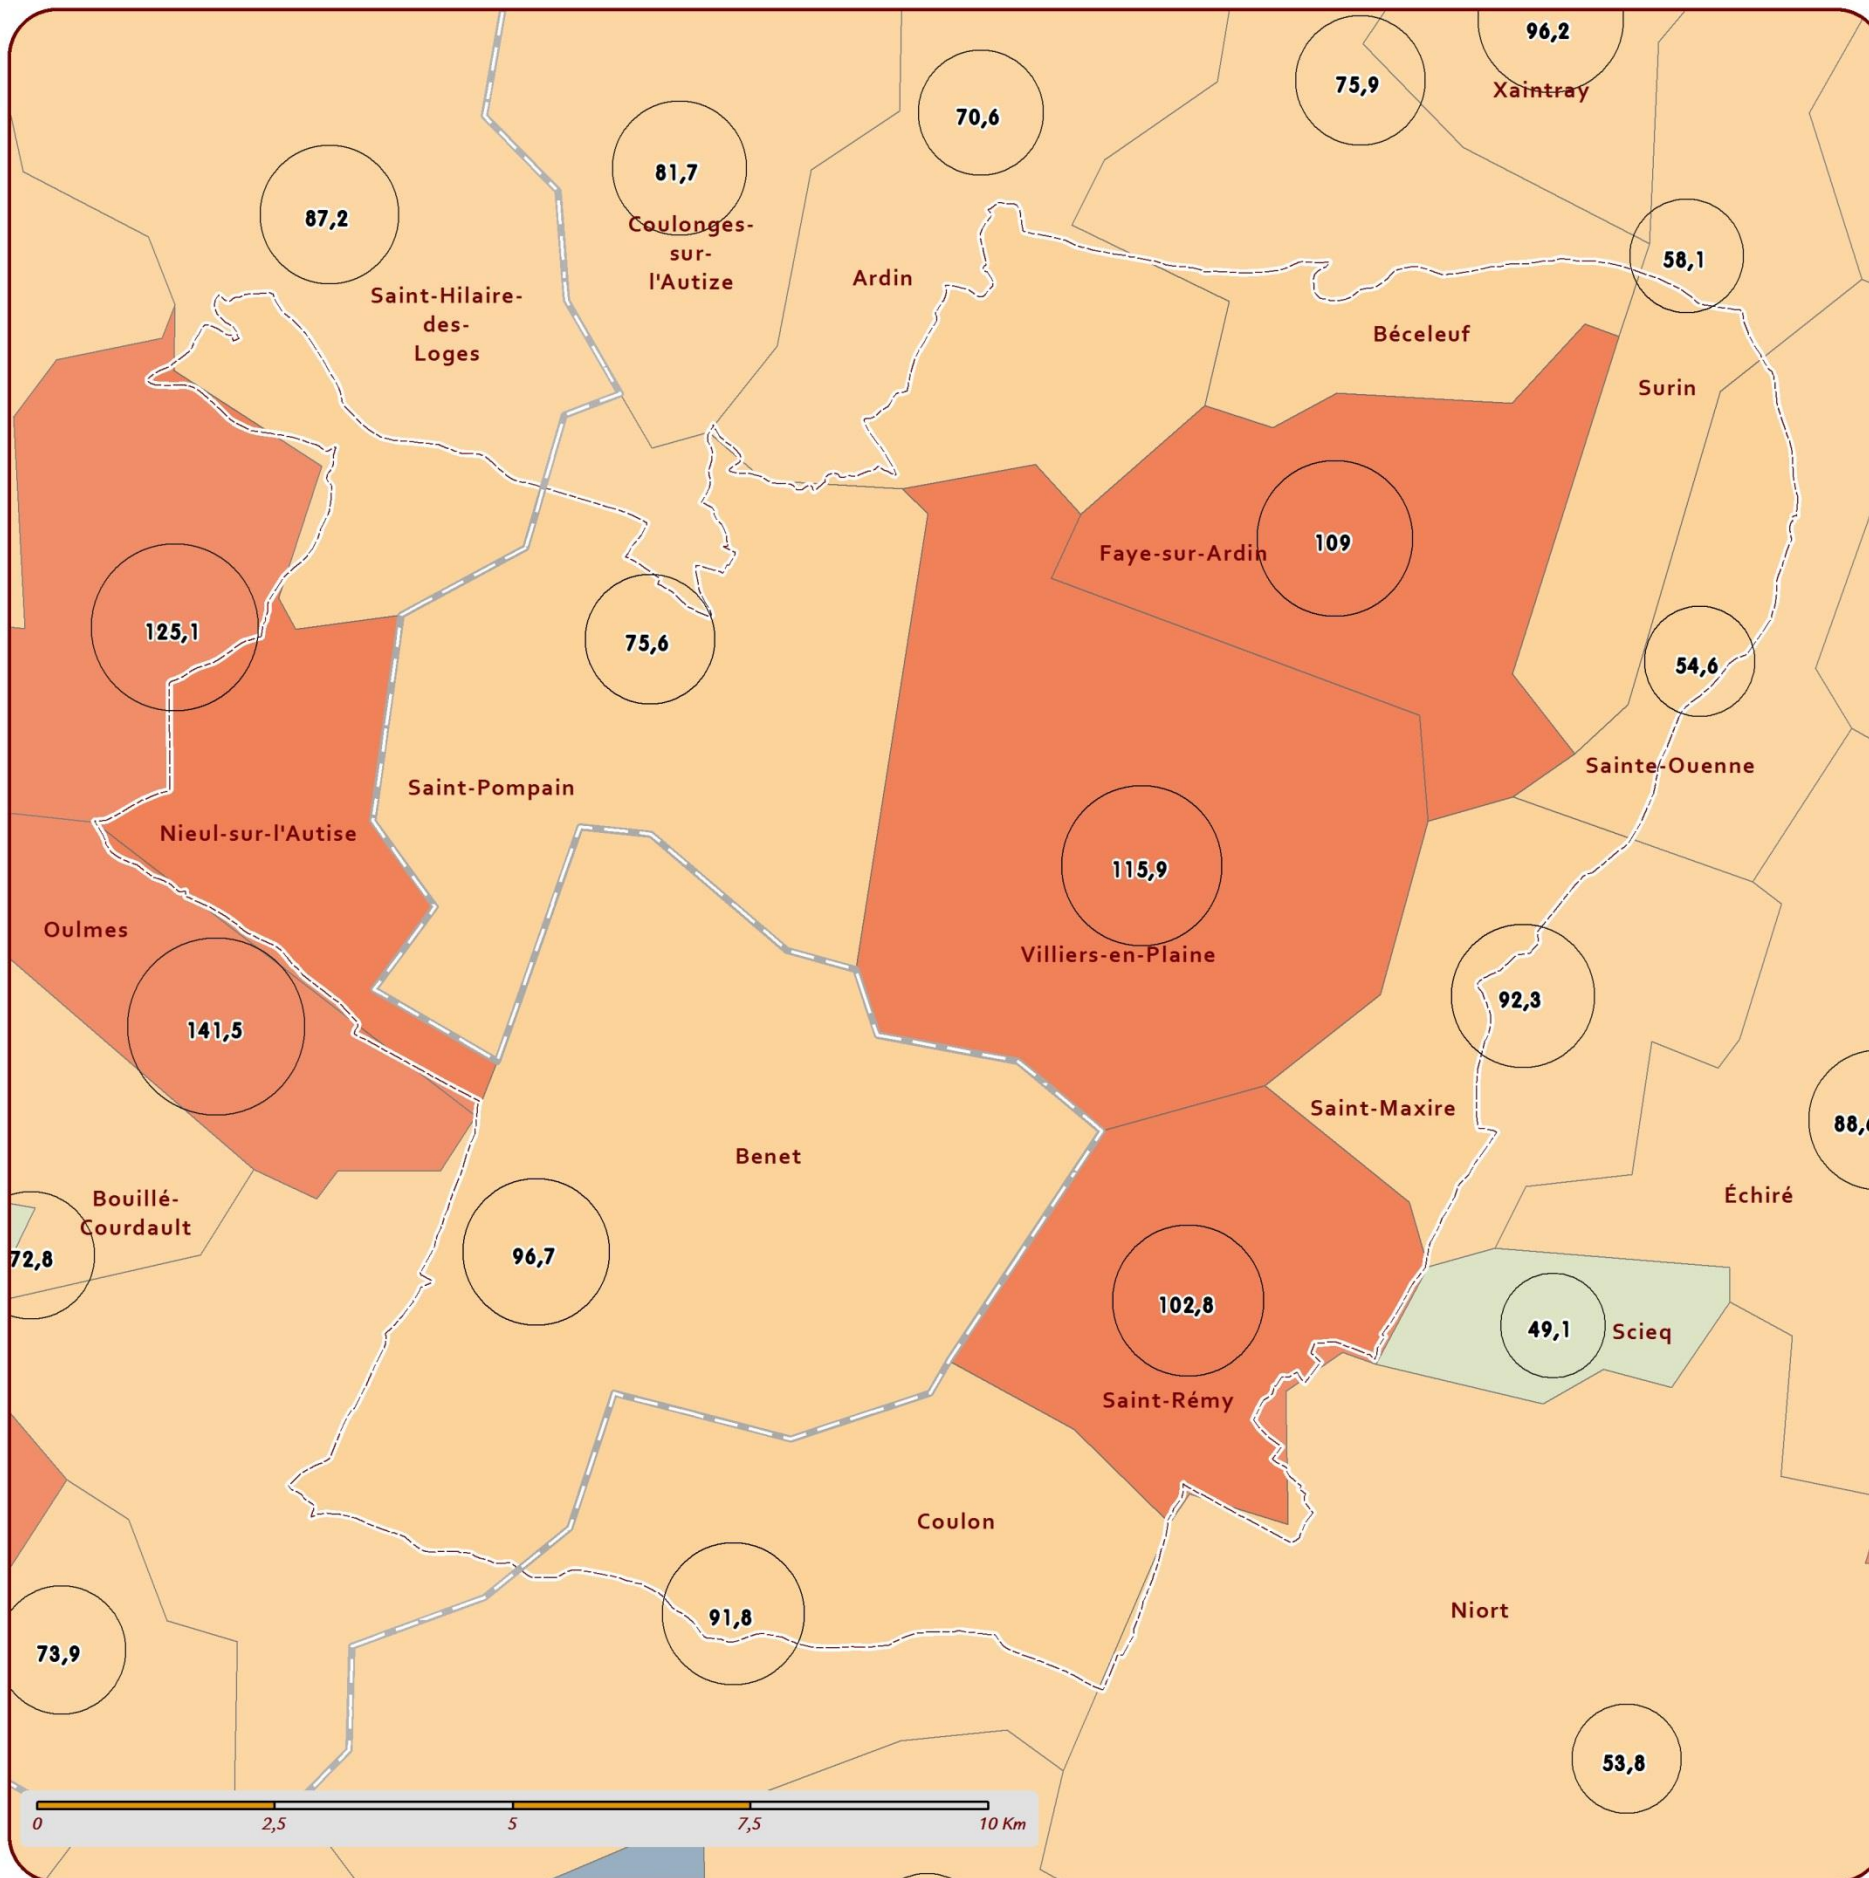 96,2
75,9
Xaintray
70,6
81,7
87,2
Coulonges-
sur-
l'Autize
58,1
Ardin
Saint-Hilaire-
des-
Loges
Béceleuf
Surin
109
Faye-sur-Ardin
125,1
75,6
54,6
Sainte-Ouenne
Saint-Pompain
Nieul-sur-l'Autise
115,9
Oulmes
Villiers-en-Plaine
92,3
141,5
Saint-Maxire
88,6
Benet
Échiré
Bouillé-
Courdault
72,8
96,7
102,8
49,1
Scieq
Saint-Rémy
Coulon
Niort
91,8
73,9
53,8
0 2,5 5 7,5 10 Km